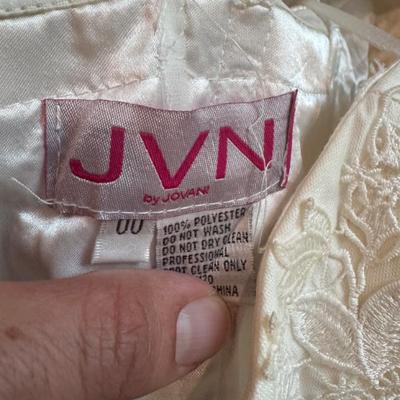 JVN
by JOVANI
00
100% POLYESTER
DO NOT WASH
DO NOT DRY CLEAN
PROFESSIONAL
SPOT CLEAN ONLY
CHINA